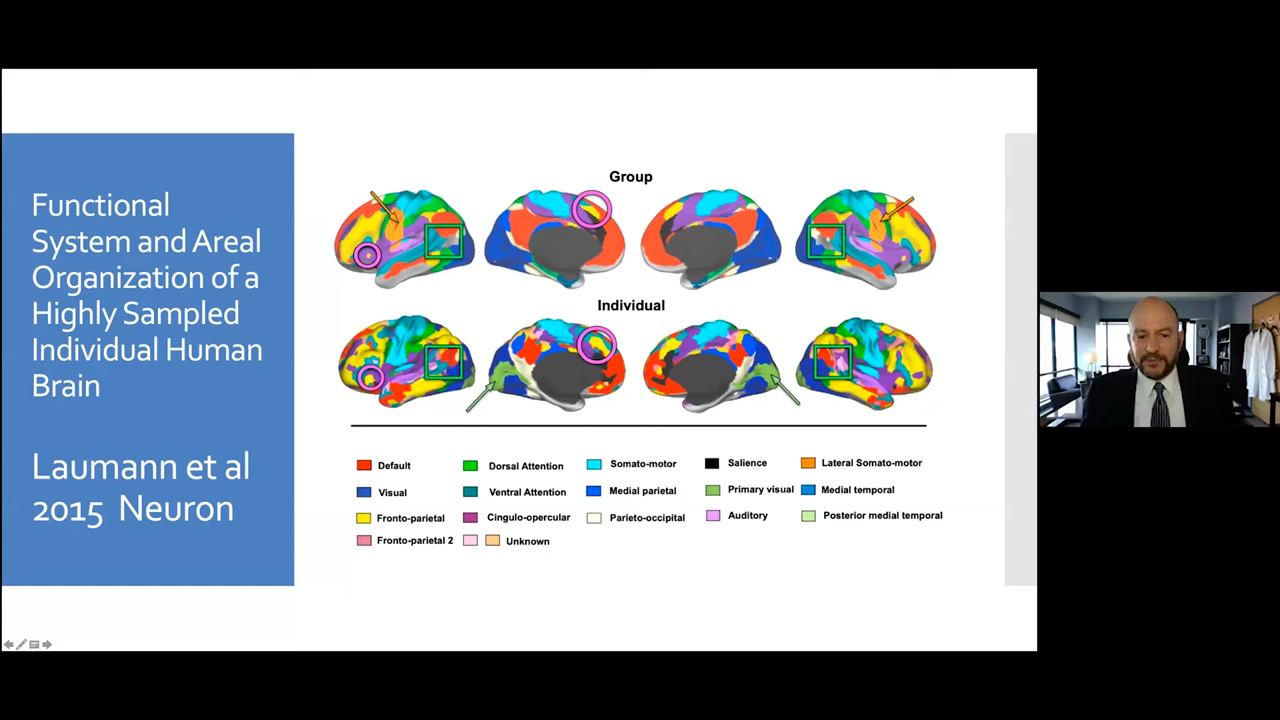 Functional
System and Areal
Organization of a
Highly Sampled
Individual Human
Brain
Laumann et al
2015 Neuron
Group
Individual
Default
Dorsal Attention
Somato-motor
Salience
Lateral Somato-motor
Visual
Ventral Attention
Medial parietal
Primary visual
Medial temporal
Fronto-parietal
Cingulo-opercular
Parieto-occipital
Auditory
Posterior medial temporal
Fronto-parietal 2
Unknown